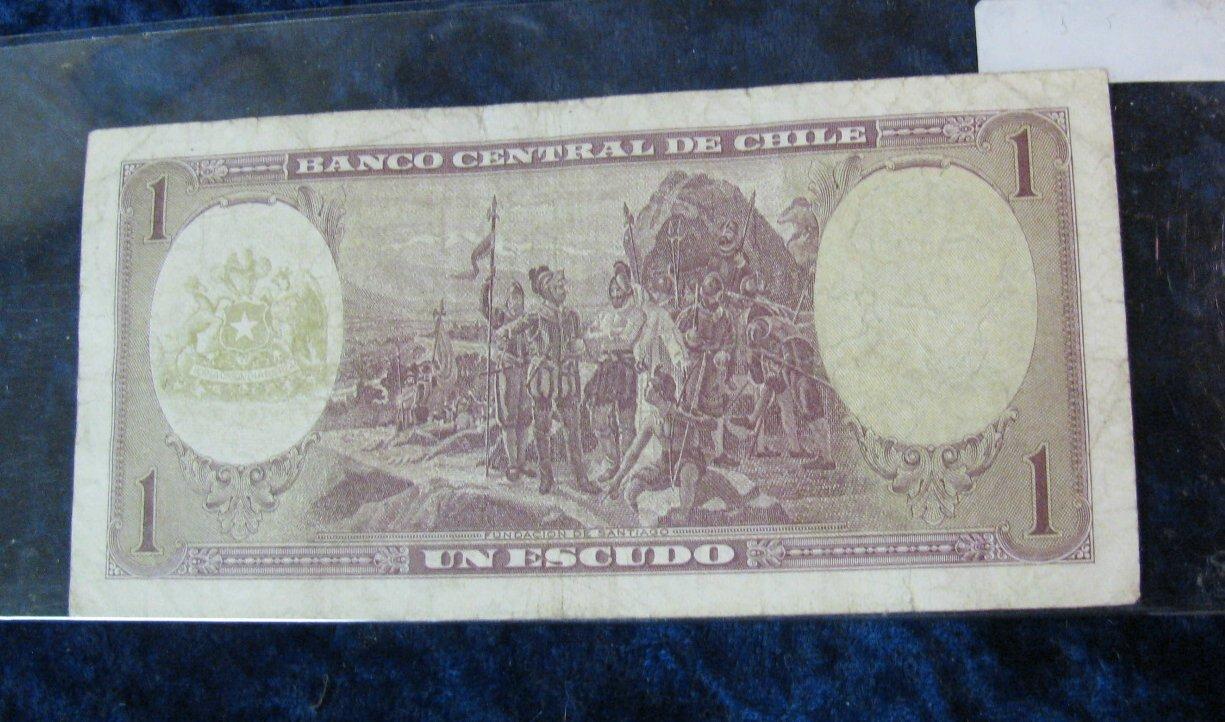 BANCO CENTRAL DE CHILE
1 1
1 1
FUNDACION DE SANTIAGO
UN ESCUDO